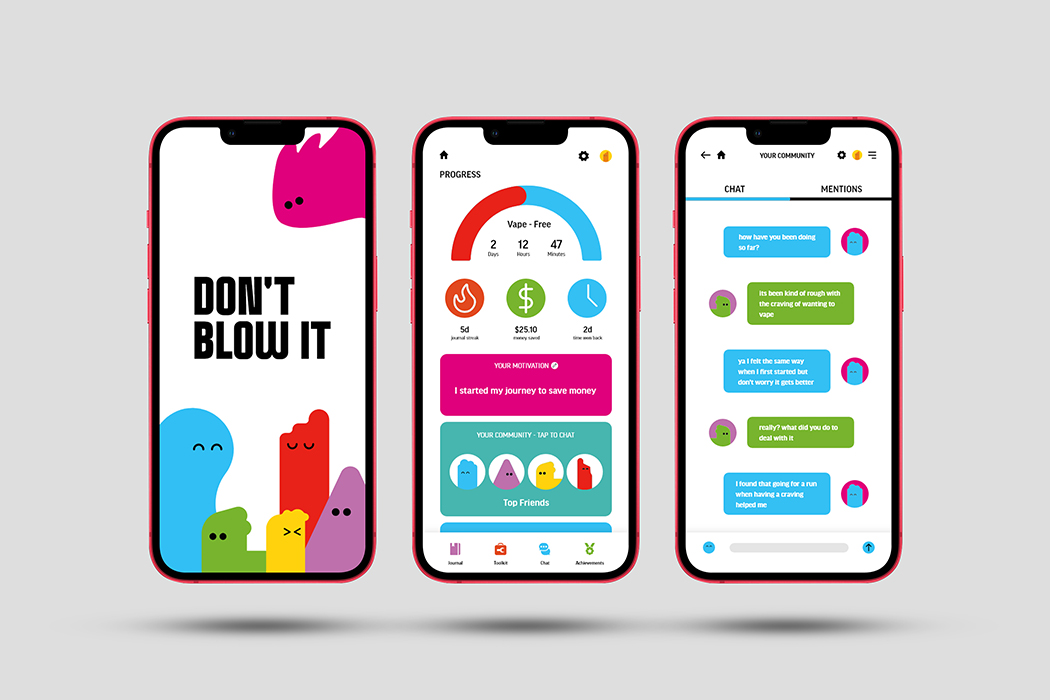 DON'T
BLOW IT
PROGRESS
Vape - Free
2 12 47
Days Hours Minutes
5d $25.10 2d
journal streak money saved time won back
YOUR MOTIVATION
I started my journey to save money
YOUR COMMUNITY - TAP TO CHAT
Top Friends
Journal Toolkit Chat Achievements
YOUR COMMUNITY
CHAT MENTIONS
how have you been doing
so far?
its been kind of rough with
the craving of wanting to
vape
ya I felt the same way
when I first started but
don't worry it gets better
really? what did you do to
deal with it
I found that going for a run
when having a craving
helped me